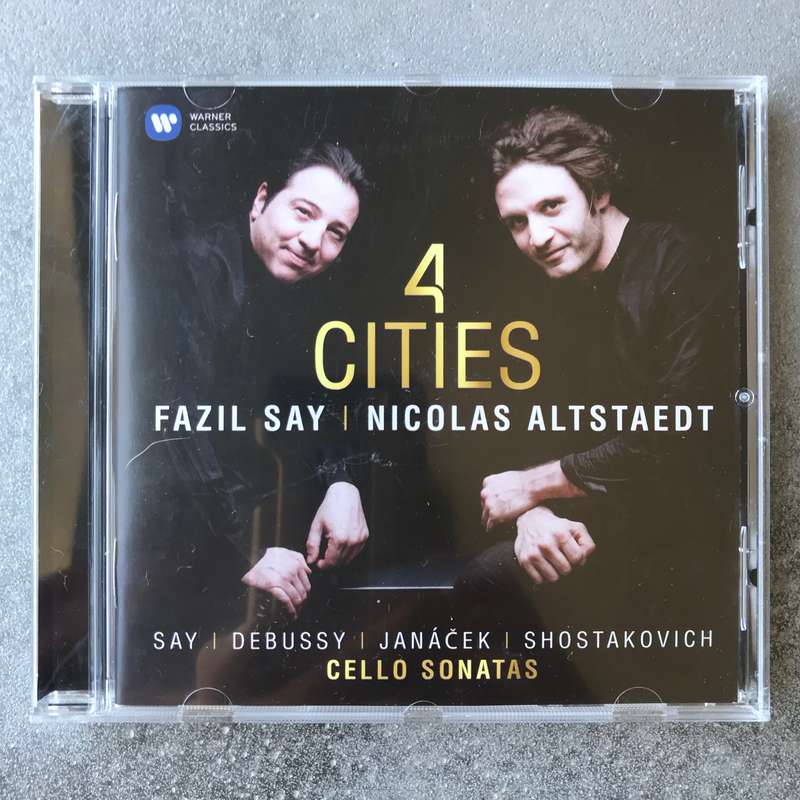 WARNER
CLASSICS
4
CITIES
FAZIL SAY | NICOLAS ALTSTAEDT
SAY | DEBUSSY | JANÁČEK | SHOSTAKOVICH
CELLO SONATAS